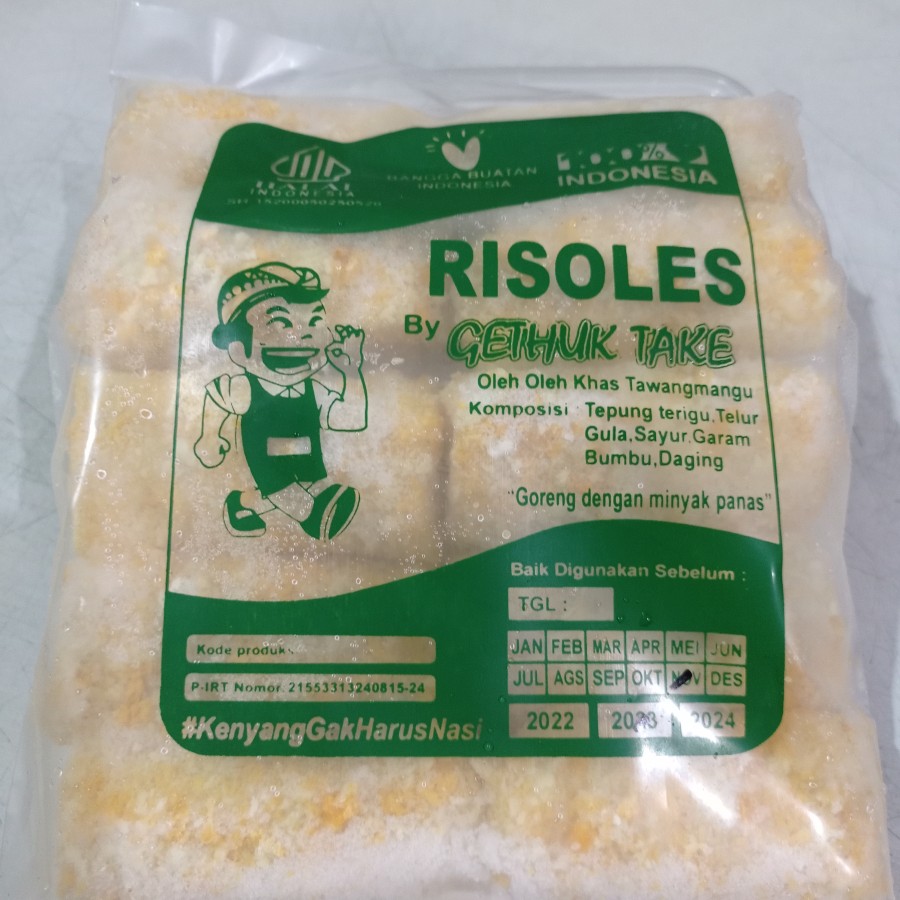 HALAL
INDONESIA
BANGGA BUATAN
INDONESIA
100%
INDONESIA
RISOLES
By GETHUK TAKE
Oleh Oleh Khas Tawangmangu
Komposisi : Tepung terigu,Telur
Gula,Sayur,Garam
Bumbu,Daging
"Goreng dengan minyak panas"
Baik Digunakan Sebelum :
TGL :
JAN FEB MAR APR MEI JUN
JUL AGS SEP OKT NOV DES
2022 2023 2024
Kode produksi
P-IRT Nomor. 21553313240815-24
#KenyangGakHarusNasi